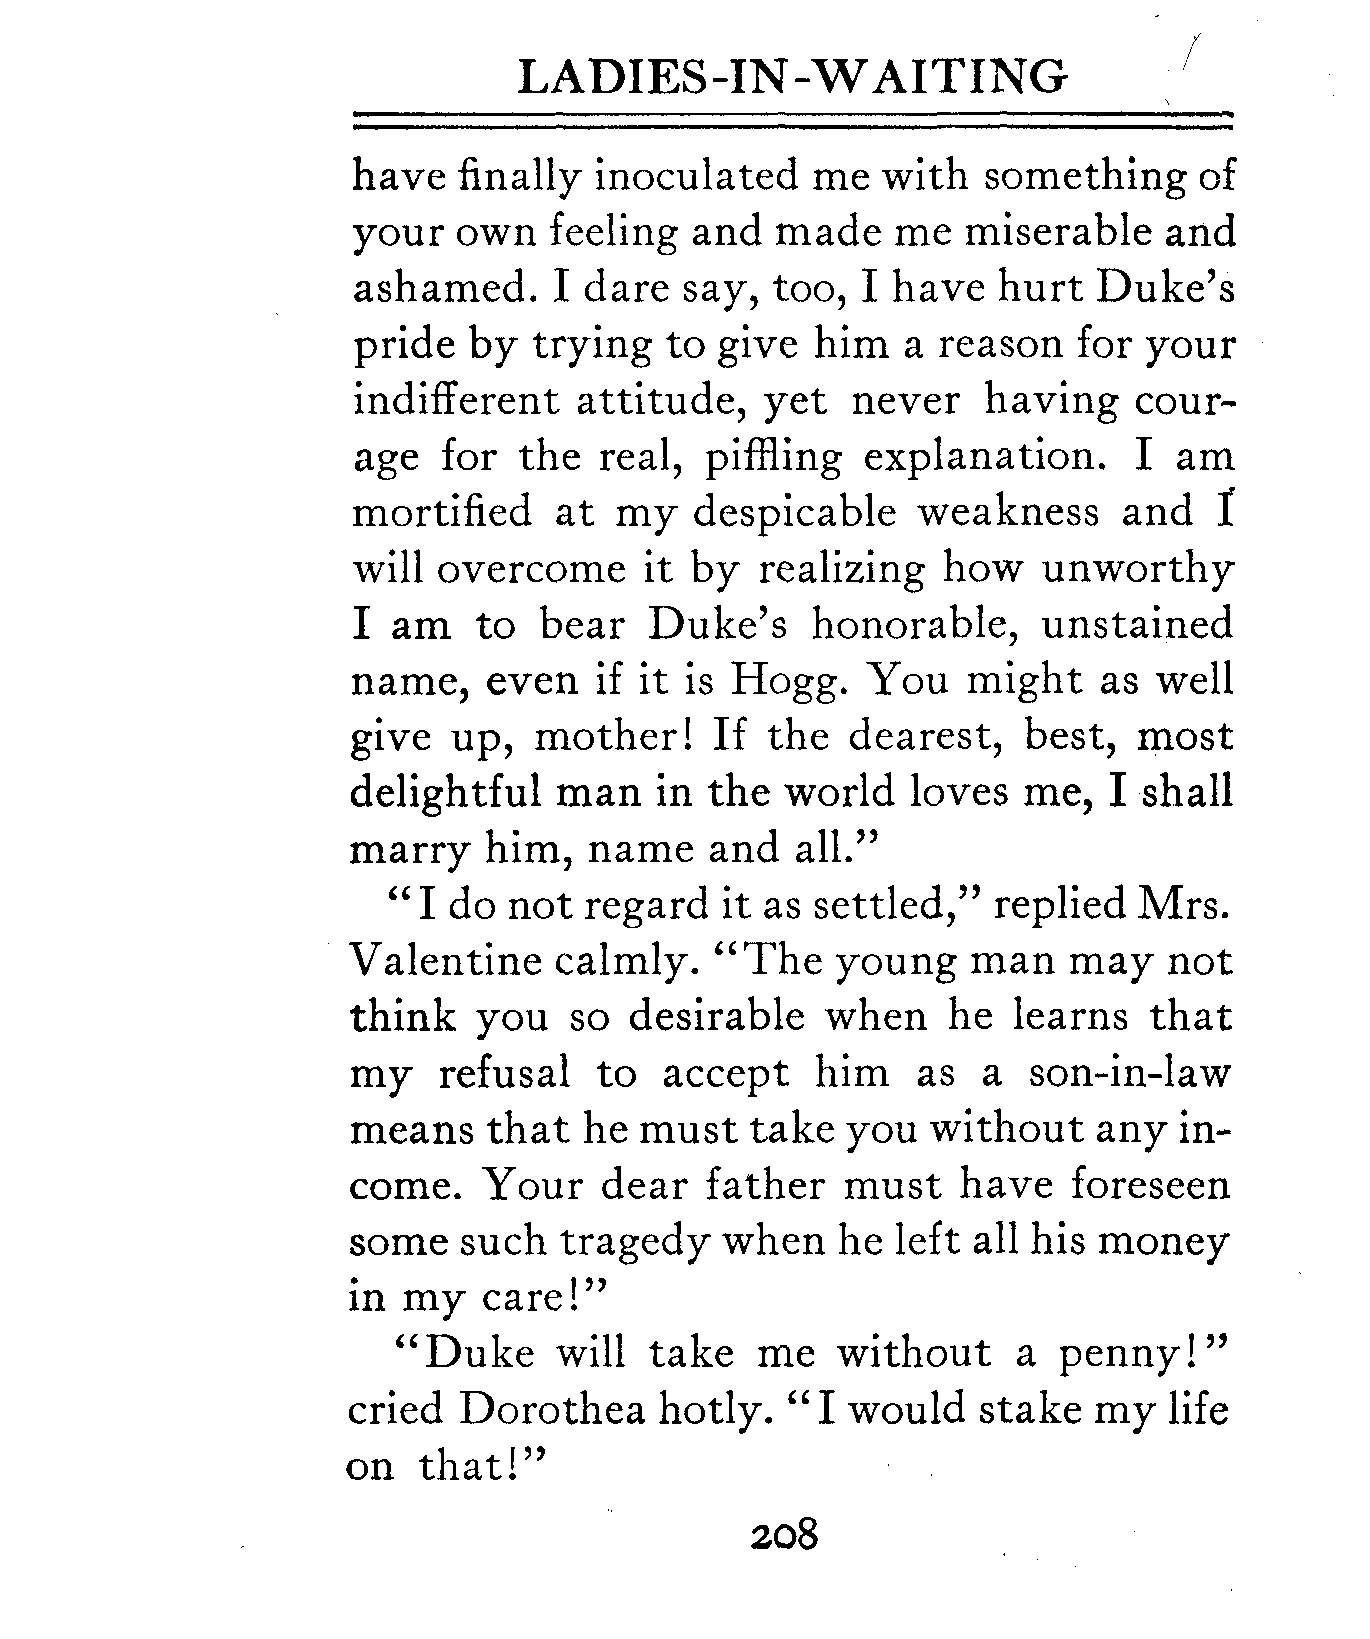 LADIES-IN-WAITING
have finally inoculated me with something of
your own feeling and made me miserable and
ashamed. I dare say, too, I have hurt Duke's
pride by trying to give him a reason for your
indifferent attitude, yet never having cour-
age for the real, piffling explanation. I am
mortified at my despicable weakness and I
will overcome it by realizing how unworthy
I am to bear Duke's honorable, unstained
name, even if it is Hogg. You might as well
give up, mother! If the dearest, best, most
delightful man in the world loves me, I shall
marry him, name and all."
"I do not regard it as settled," replied Mrs.
Valentine calmly. "The young man may not
think you so desirable when he learns that
my refusal to accept him as a son-in-law
means that he must take you without any in-
come. Your dear father must have foreseen
some such tragedy when he left all his money
in my care!"
"Duke will take me without a penny!"
cried Dorothea hotly. "I would stake my life
on that!"
208